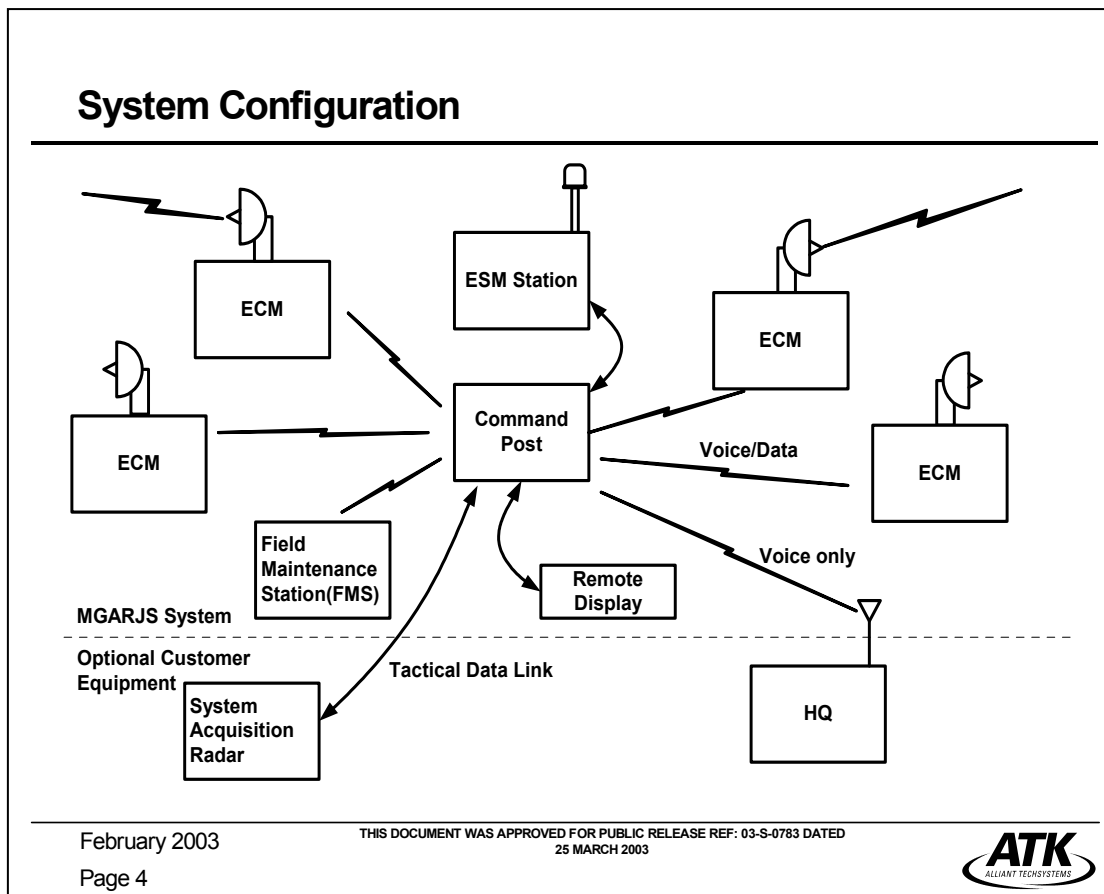 System Configuration
ECM
ESM Station
ECM
ECM
Command
Post
Voice/Data
ECM
Field
Maintenance
Station(FMS)
Remote
Display
Voice only
MGARJS System
Optional Customer
Equipment
Tactical Data Link
System
Acquisition
Radar
HQ
February 2003
THIS DOCUMENT WAS APPROVED FOR PUBLIC RELEASE REF: 03-S-0783 DATED
25 MARCH 2003
Page 4
ATK
ALLIANT TECHSYSTEMS